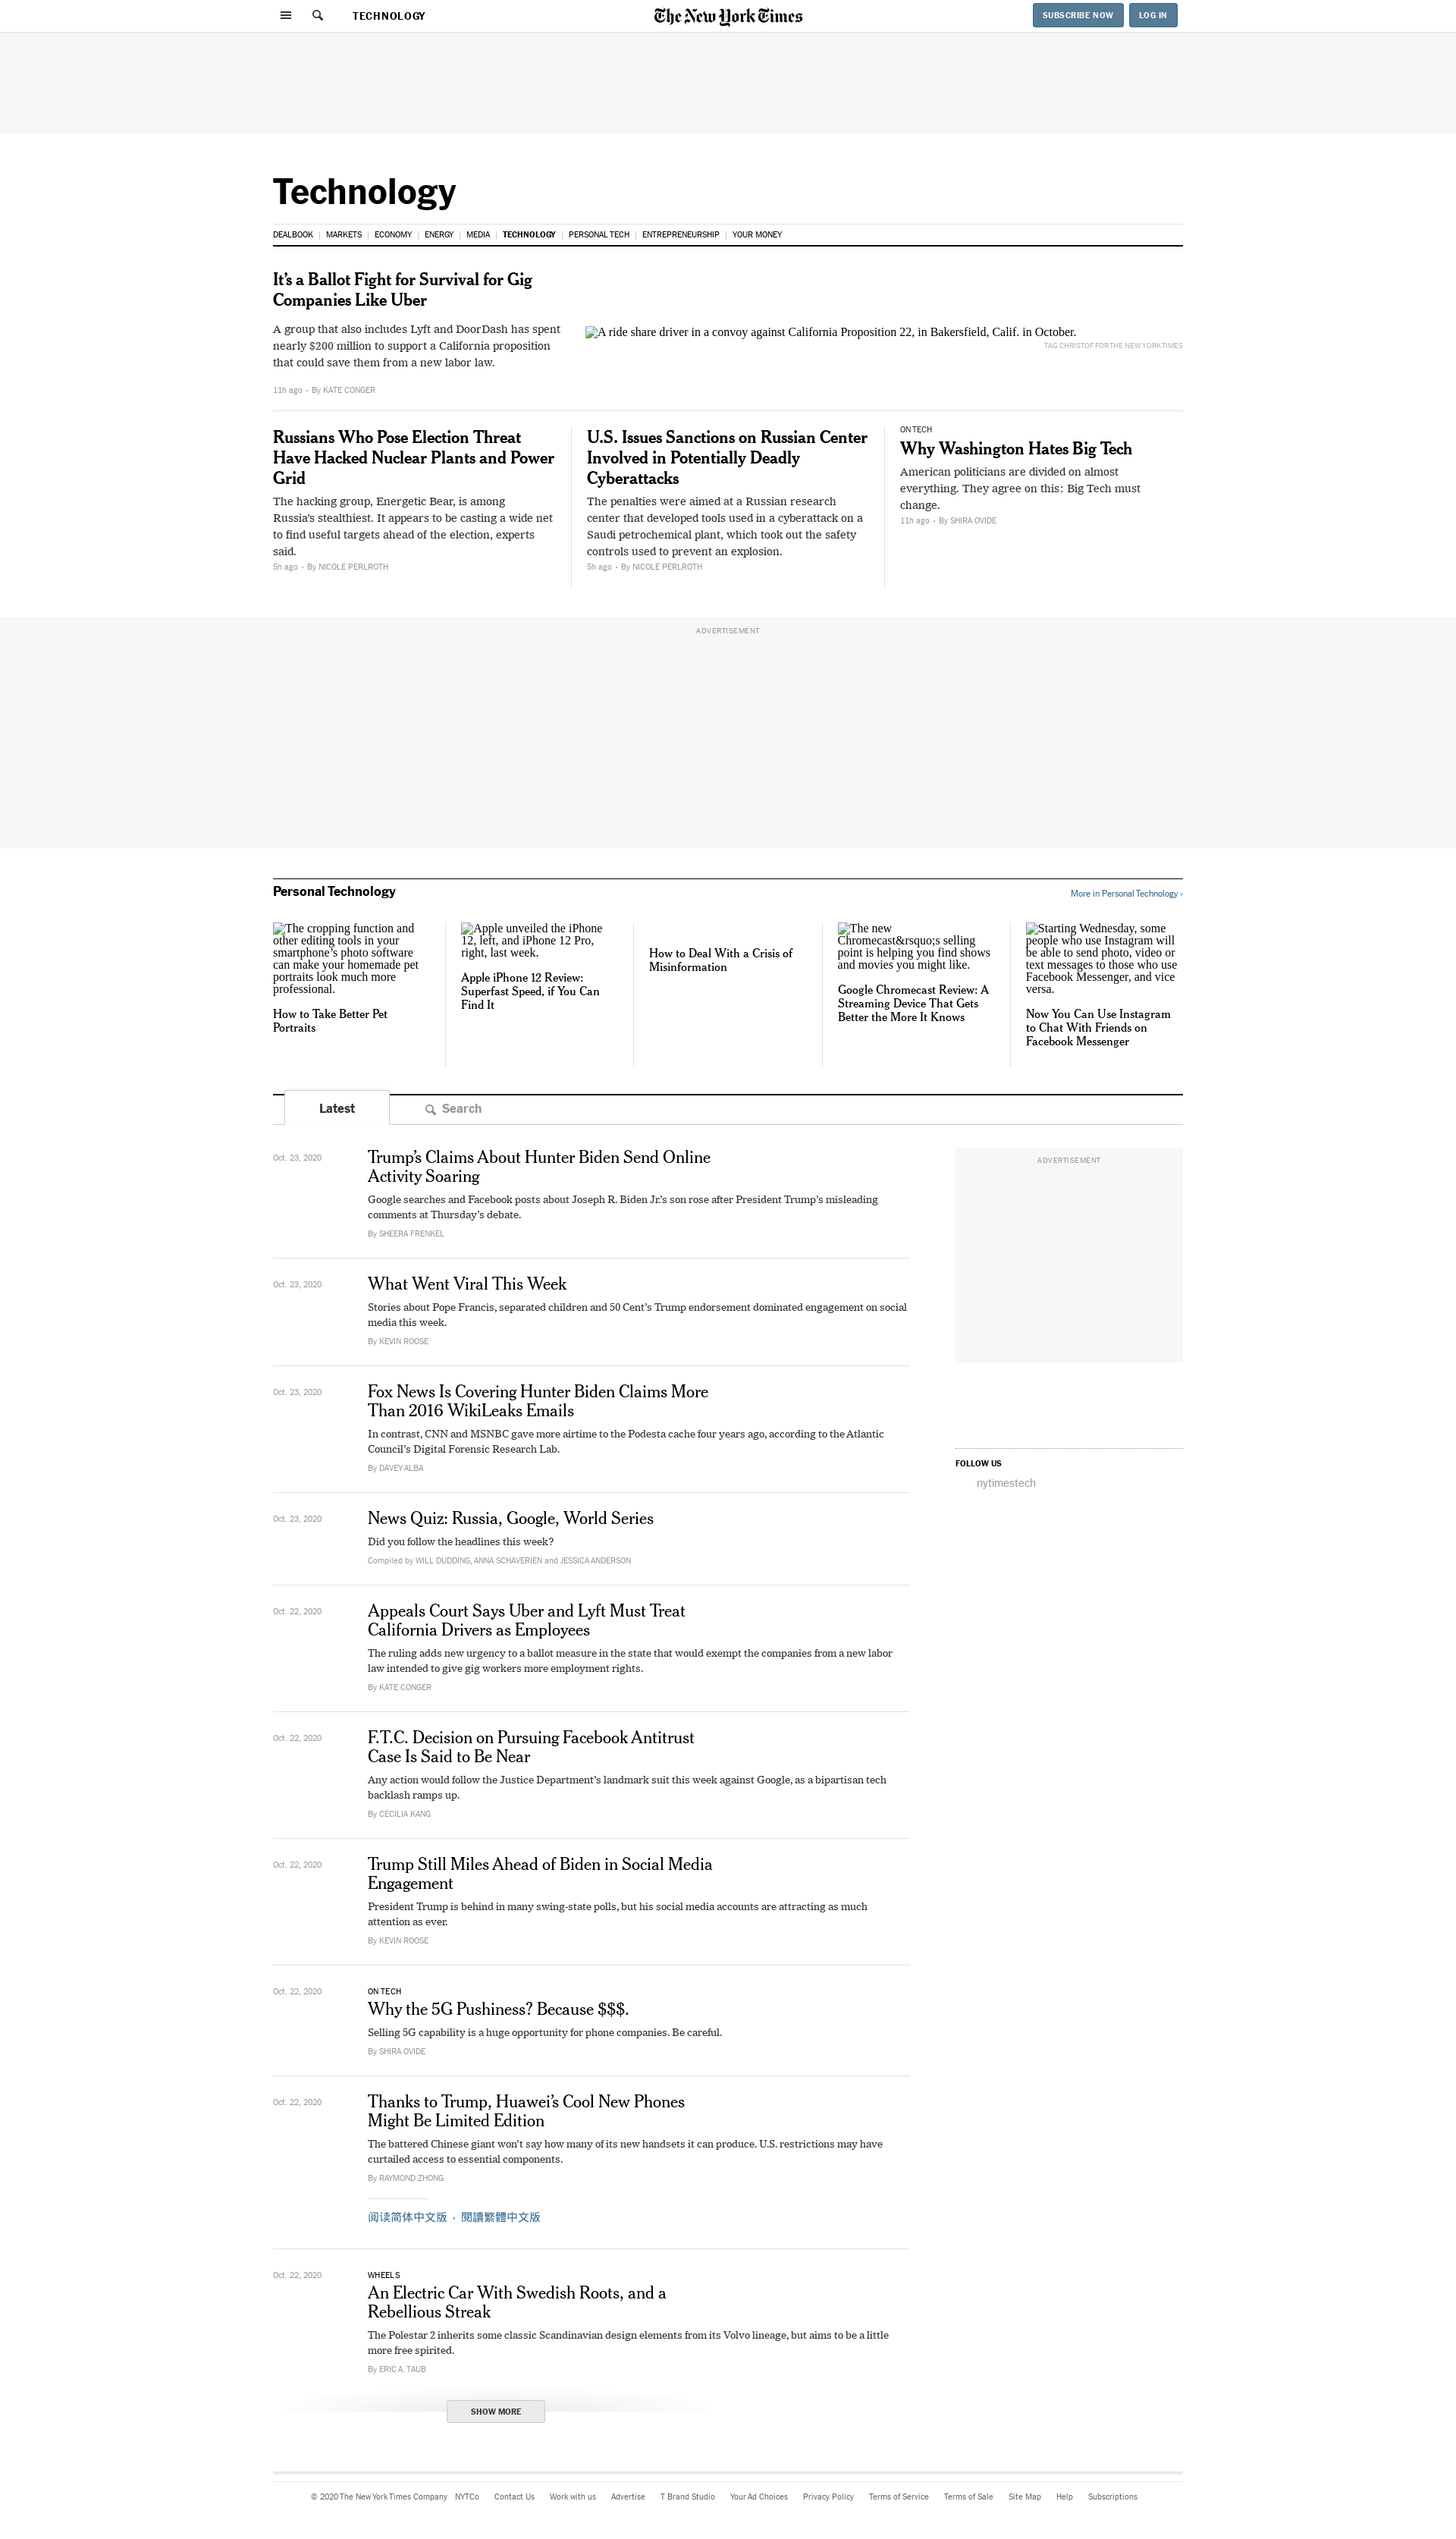 TECHNOLOGY
The New York Times
SUBSCRIBE NOW
LOG IN
Technology
DEALBOOK
MARKETS
ECONOMY
ENERGY
MEDIA
TECHNOLOGY
PERSONAL TECH
ENTREPRENEURSHIP
YOUR MONEY
It’s a Ballot Fight for Survival for Gig
Companies Like Uber
A group that also includes Lyft and DoorDash has spent
nearly $200 million to support a California proposition
that could save them from a new labor law.
11h ago • By KATE CONGER
A ride share driver in a convoy against California Proposition 22, in Bakersfield, Calif. in October.
TAG CHRISTOF FOR THE NEW YORK TIMES
Russians Who Pose Election Threat
Have Hacked Nuclear Plants and Power
Grid
The hacking group, Energetic Bear, is among
Russia’s stealthiest. It appears to be casting a wide net
to find useful targets ahead of the election, experts
said.
5h ago • By NICOLE PERLROTH
U.S. Issues Sanctions on Russian Center
Involved in Potentially Deadly
Cyberattacks
The penalties were aimed at a Russian research
center that developed tools used in a cyberattack on a
Saudi petrochemical plant, which took out the safety
controls used to prevent an explosion.
5h ago • By NICOLE PERLROTH
ON TECH
Why Washington Hates Big Tech
American politicians are divided on almost
everything. They agree on this: Big Tech must
change.
11h ago • By SHIRA OVIDE
ADVERTISEMENT
Personal Technology
More in Personal Technology ›
The cropping function and
other editing tools in your
smartphone’s photo software
can make your homemade pet
portraits look much more
professional.
How to Take Better Pet
Portraits
Apple unveiled the iPhone
12, left, and iPhone 12 Pro,
right, last week.
Apple iPhone 12 Review:
Superfast Speed, if You Can
Find It
How to Deal With a Crisis of
Misinformation
The new
Chromecast&rsquo;s selling
point is helping you find shows
and movies you might like.
Google Chromecast Review: A
Streaming Device That Gets
Better the More It Knows
Starting Wednesday, some
people who use Instagram will
be able to send photo, video or
text messages to those who use
Facebook Messenger, and vice
versa.
Now You Can Use Instagram
to Chat With Friends on
Facebook Messenger
Latest
Search
Oct. 23, 2020
Trump’s Claims About Hunter Biden Send Online
Activity Soaring
Google searches and Facebook posts about Joseph R. Biden Jr.’s son rose after President Trump’s misleading
comments at Thursday’s debate.
By SHEERA FRENKEL
ADVERTISEMENT
Oct. 23, 2020
What Went Viral This Week
Stories about Pope Francis, separated children and 50 Cent’s Trump endorsement dominated engagement on social
media this week.
By KEVIN ROOSE
Oct. 23, 2020
Fox News Is Covering Hunter Biden Claims More
Than 2016 WikiLeaks Emails
In contrast, CNN and MSNBC gave more airtime to the Podesta cache four years ago, according to the Atlantic
Council’s Digital Forensic Research Lab.
By DAVEY ALBA
FOLLOW US
nytimestech
Oct. 23, 2020
News Quiz: Russia, Google, World Series
Did you follow the headlines this week?
Compiled by WILL DUDDING, ANNA SCHAVERIEN and JESSICA ANDERSON
Oct. 22, 2020
Appeals Court Says Uber and Lyft Must Treat
California Drivers as Employees
The ruling adds new urgency to a ballot measure in the state that would exempt the companies from a new labor
law intended to give gig workers more employment rights.
By KATE CONGER
Oct. 22, 2020
F.T.C. Decision on Pursuing Facebook Antitrust
Case Is Said to Be Near
Any action would follow the Justice Department’s landmark suit this week against Google, as a bipartisan tech
backlash ramps up.
By CECILIA KANG
Oct. 22, 2020
Trump Still Miles Ahead of Biden in Social Media
Engagement
President Trump is behind in many swing-state polls, but his social media accounts are attracting as much
attention as ever.
By KEVIN ROOSE
Oct. 22, 2020
ON TECH
Why the 5G Pushiness? Because $$$.
Selling 5G capability is a huge opportunity for phone companies. Be careful.
By SHIRA OVIDE
Oct. 22, 2020
Thanks to Trump, Huawei’s Cool New Phones
Might Be Limited Edition
The battered Chinese giant won’t say how many of its new handsets it can produce. U.S. restrictions may have
curtailed access to essential components.
By RAYMOND ZHONG
阅读简体中文版 • 閱讀繁體中文版
Oct. 22, 2020
WHEELS
An Electric Car With Swedish Roots, and a
Rebellious Streak
The Polestar 2 inherits some classic Scandinavian design elements from its Volvo lineage, but aims to be a little
more free spirited.
By ERIC A. TAUB
SHOW MORE
© 2020 The New York Times Company NYTCo Contact Us Work with us Advertise T Brand Studio Your Ad Choices Privacy Policy Terms of Service Terms of Sale Site Map Help Subscriptions